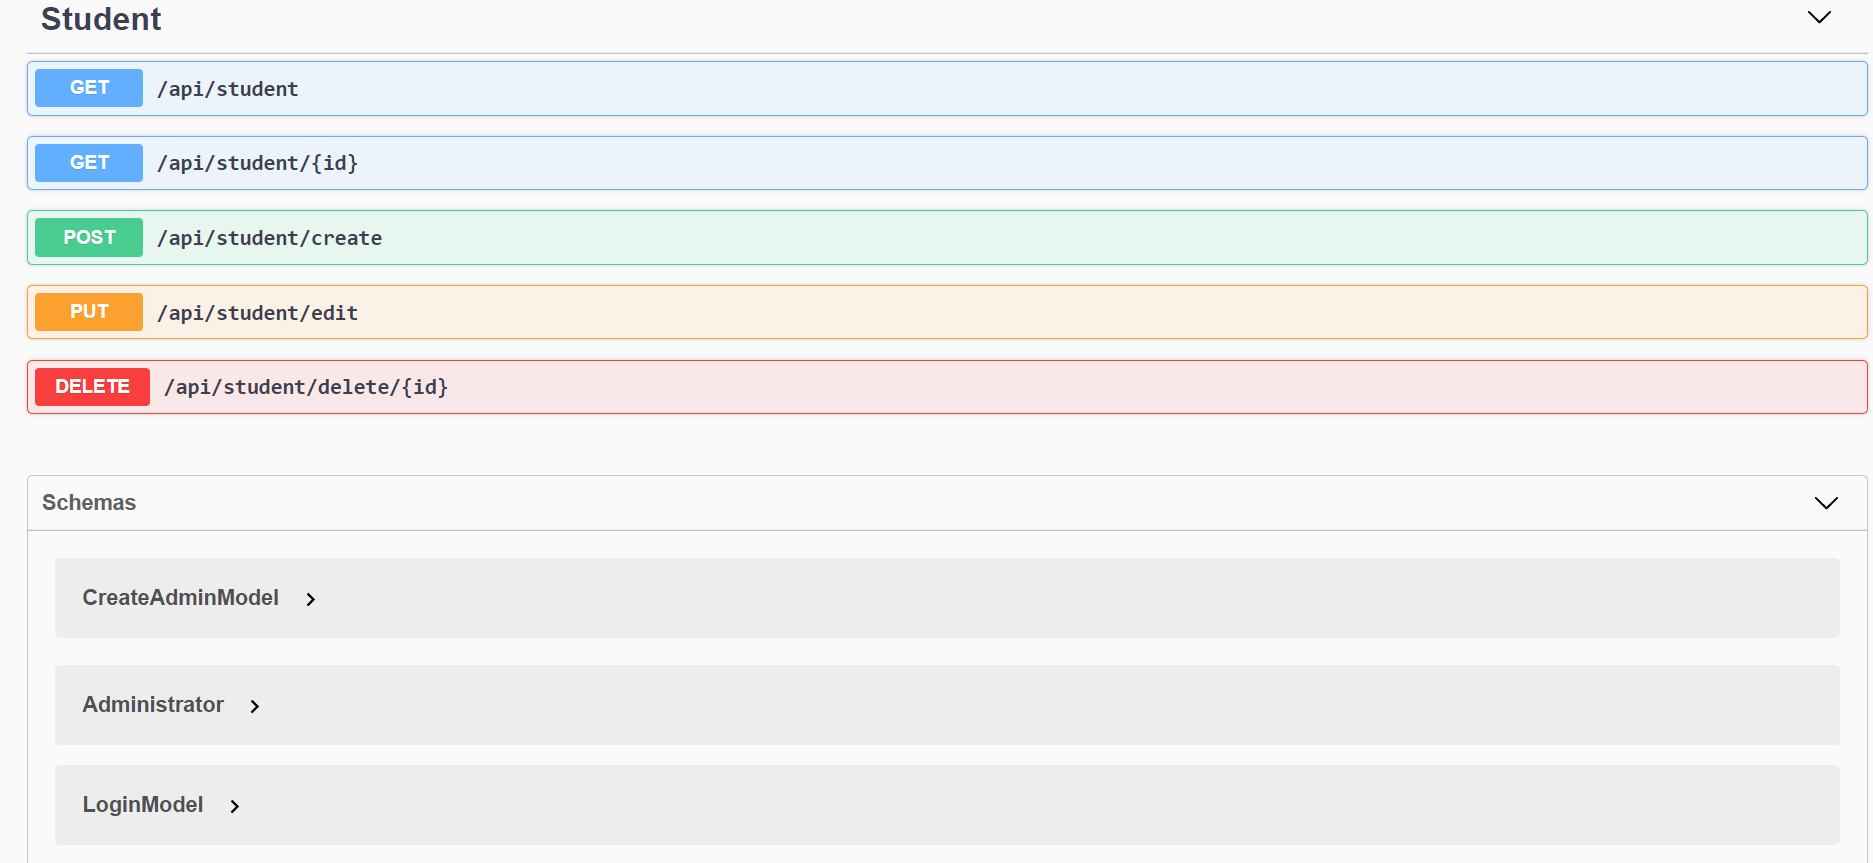 Student
GET /api/student
GET /api/student/{id}
POST /api/student/create
PUT /api/student/edit
DELETE /api/student/delete/{id}
Schemas
CreateAdminModel
Administrator
LoginModel